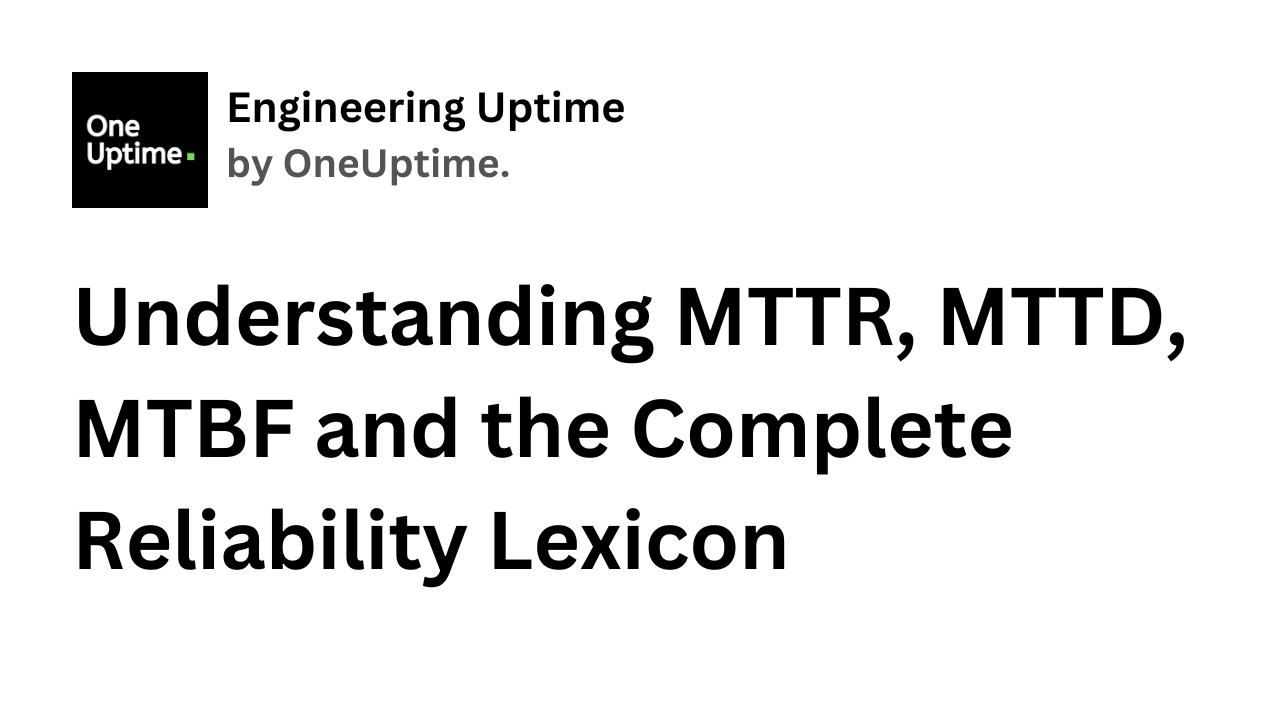 One
Uptime.
Engineering Uptime
by OneUptime.
Understanding MTTR, MTTD,
MTBF and the Complete
Reliability Lexicon